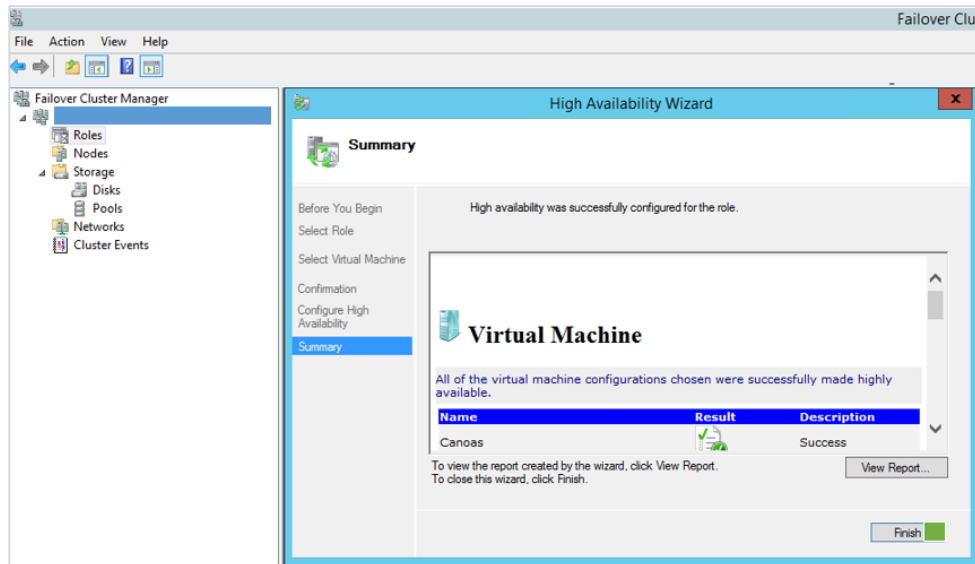 Failover Clu
File Action View Help
Failover Cluster Manager
Roles
Nodes
Storage
Disks
Pools
Networks
Cluster Events
High Availability Wizard
x
Summary
Before You Begin
Select Role
Select Virtual Machine
Confirmation
Configure High
Availability
Summary
High availability was successfully configured for the role.
Virtual Machine
All of the virtual machine configurations chosen were successfully made highly
available.
Name Result Description
Canoas Success
To view the report created by the wizard, click View Report.
To close this wizard, click Finish.
View Report...
Finish